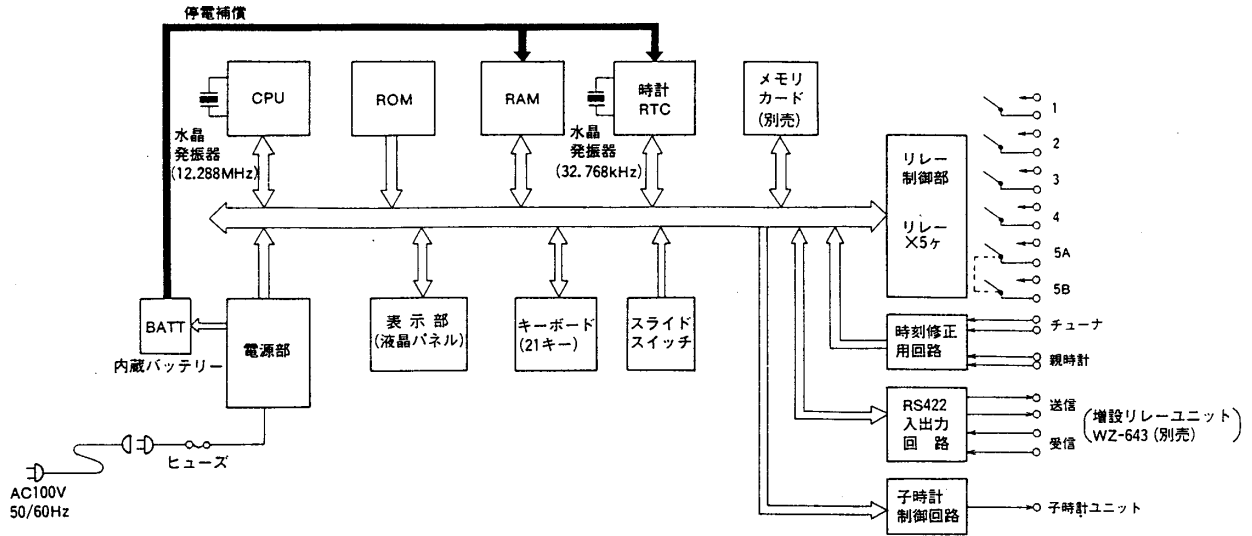 停電補償
CPU
水晶
発振器
(12.288MHz)
ROM
RAM
時計
RTC
水晶
発振器
(32.768kHz)
メモリ
カード
(別売)
リレー
制御部
リレー
×5ヶ
1
2
3
4
5A
5B
BATT
内蔵バッテリー
電源部
表示部
(液晶パネル)
キーボード
(21キー)
スライド
スイッチ
時刻修正
用回路
チューナ
親時計
RS422
入出力
回路
送信
受信
(増設リレーユニット
WZ-643(別売))
子時計
制御回路
子時計ユニット
ヒューズ
AC100V
50/60Hz